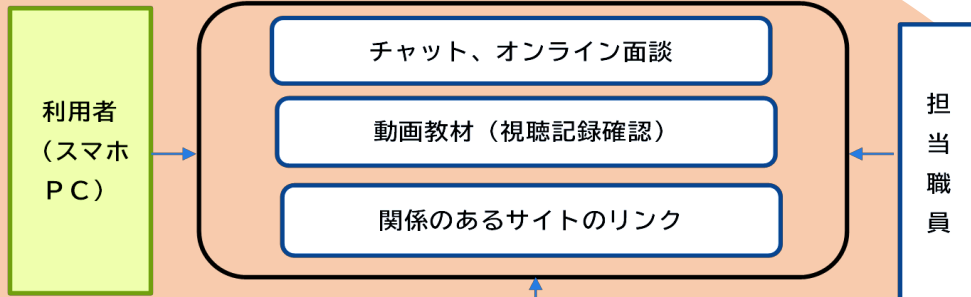 チャット、オンライン面談
利用者
（スマホ
ＰＣ）
動画教材（視聴記録確認）
関係のあるサイトのリンク
担
当
職
員